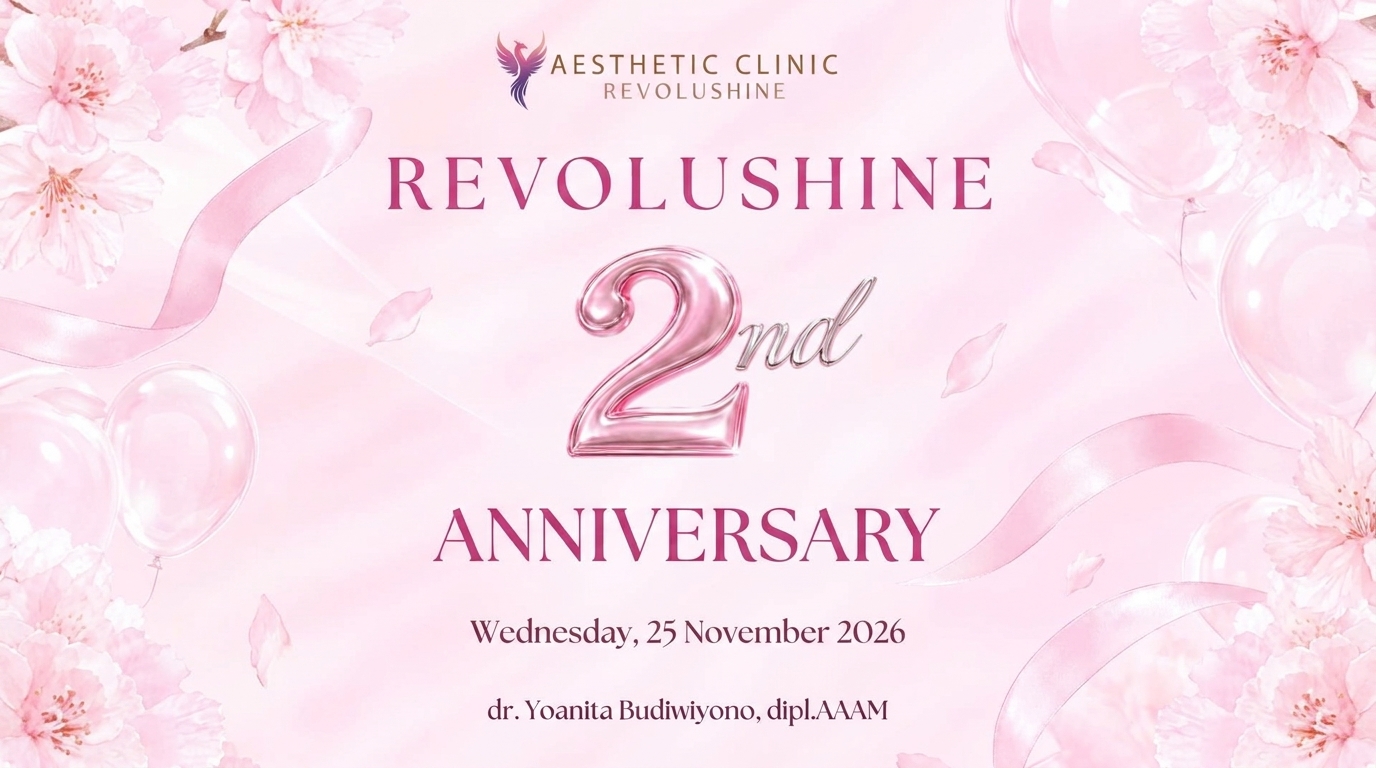 AESTHETIC CLINIC
REVOLUSHINE
REVOLUSHINE
2nd
ANNIVERSARY
Wednesday, 25 November 2026
dr. Yoanita Budiwiyono, dipl.AAAM